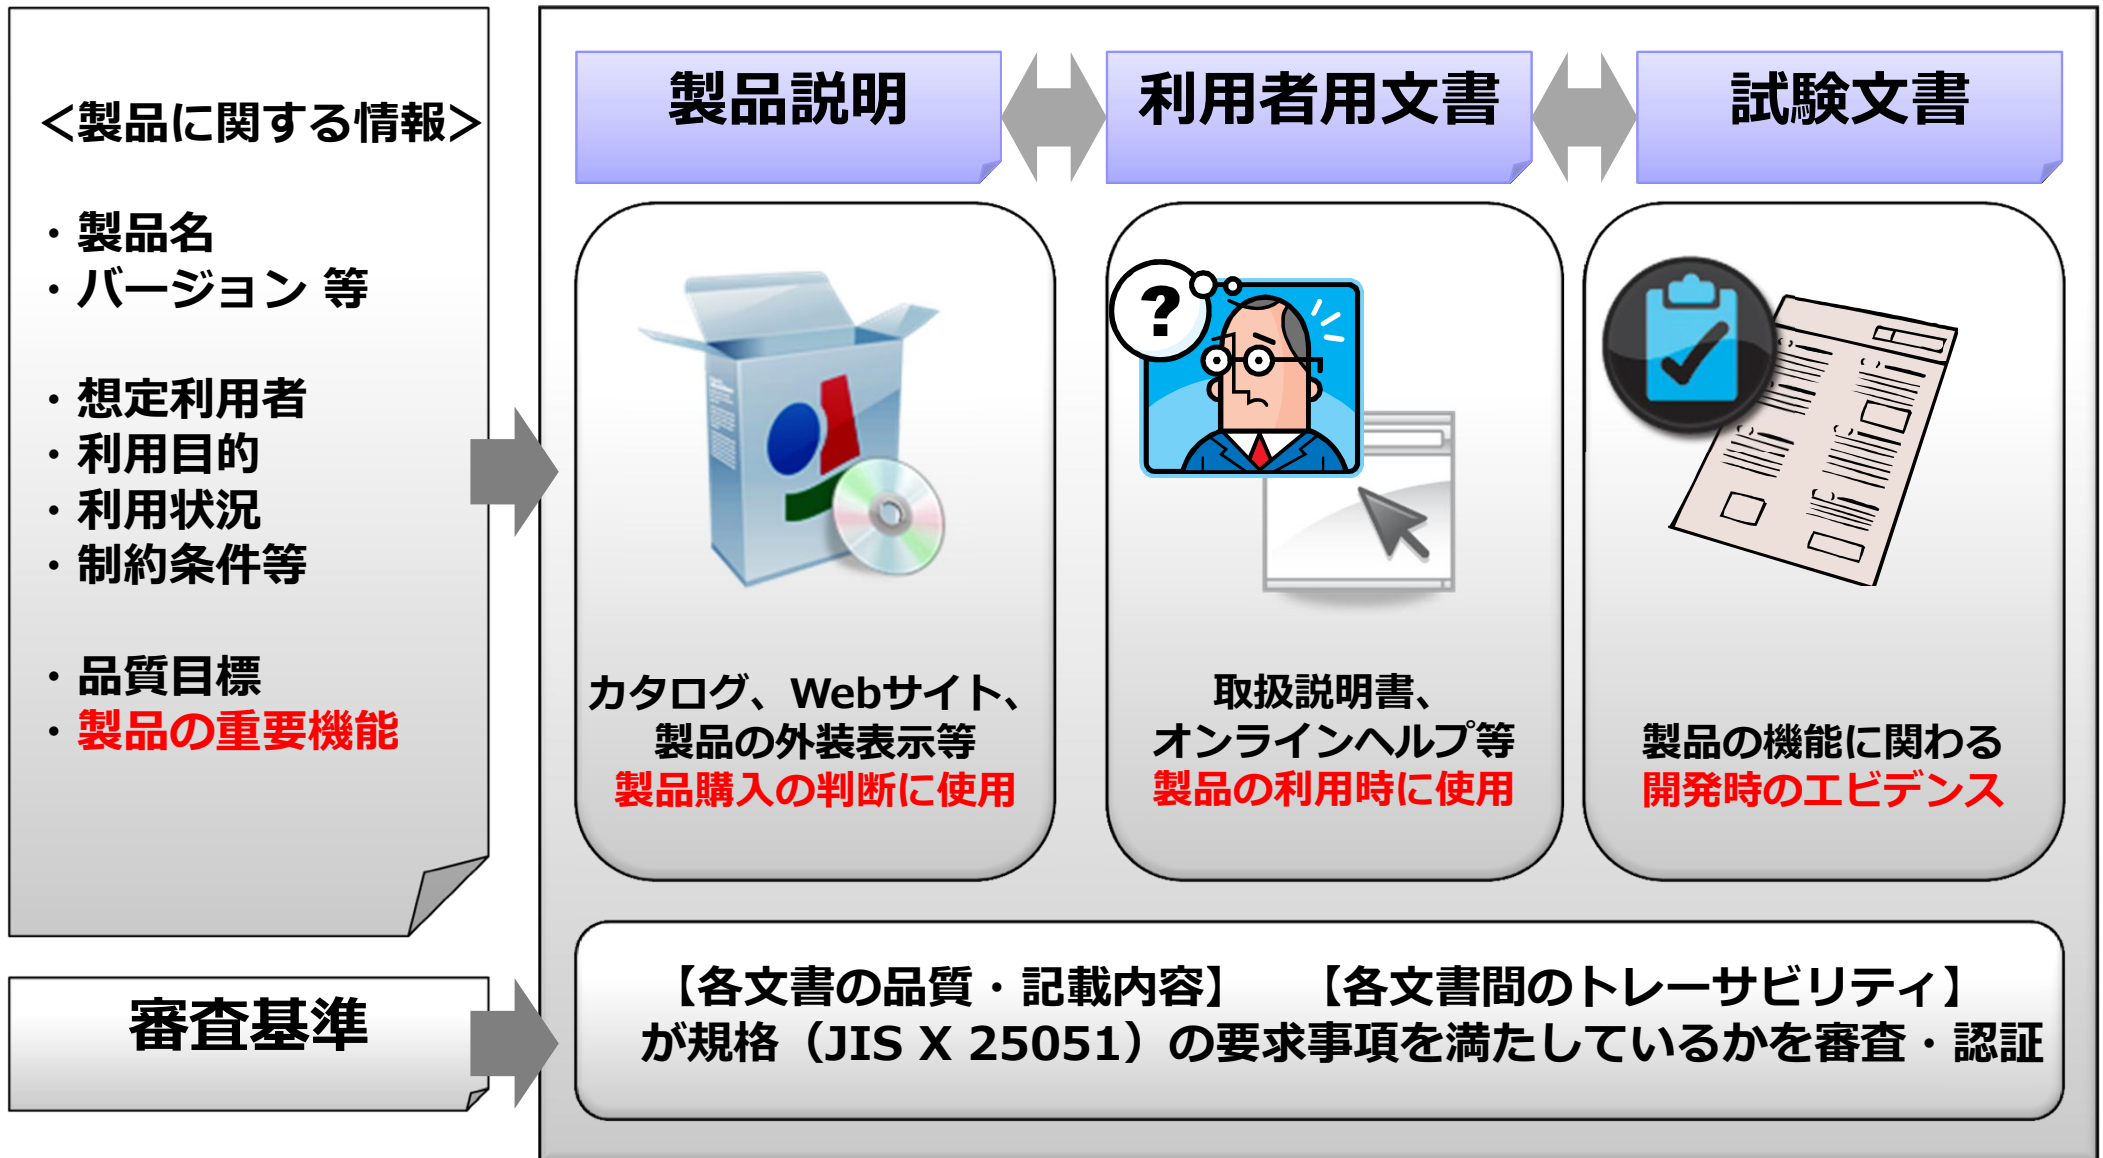 ＜製品に関する情報＞
・製品名
・バージョン 等
・想定利用者
・利用目的
・利用状況
・制約条件等
・品質目標
・製品の重要機能
審査基準
製品説明
利用者用文書
試験文書
?
カタログ、Webサイト、
製品の外装表示等
製品購入の判断に使用
取扱説明書、
オンラインヘルプ等
製品の利用時に使用
製品の機能に関わる
開発時のエビデンス
【各文書の品質・記載内容】　【各文書間のトレーサビリティ】
が規格（JIS X 25051）の要求事項を満たしているかを審査・認証